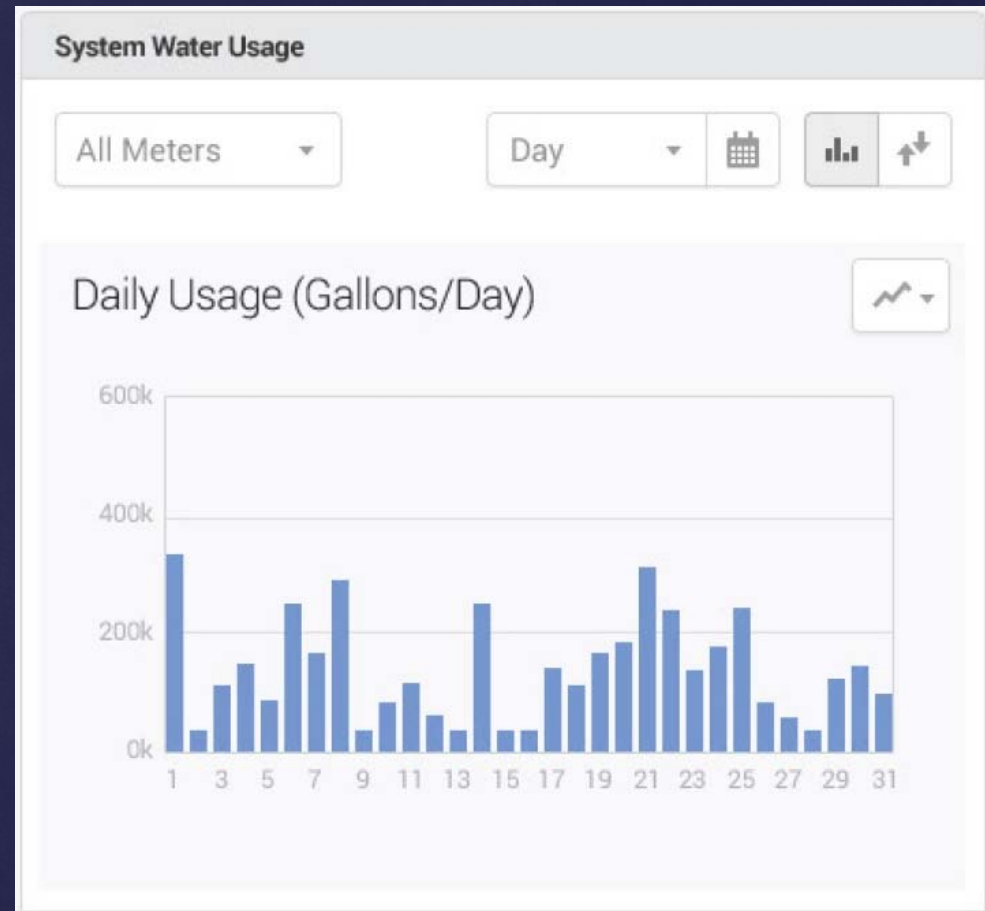 System Water Usage
All Meters
Day
Daily Usage (Gallons/Day)
600k
400k
200k
0k
1 3 5 7 9 11 13 15 17 19 21 23 25 27 29 31